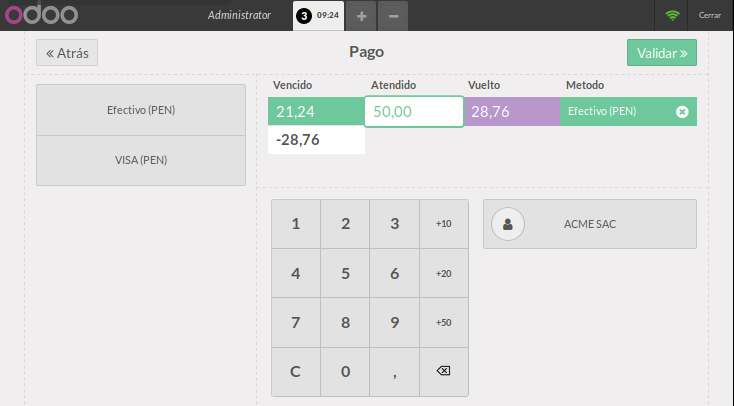 odoo Administrator 3 09:24 + − Cerrar
« Atrás Pago Validar »
Vencido Atendido Vuelto Metodo
21,24 50,00 28,76 Efectivo (PEN)
-28,76
Efectivo (PEN)
VISA (PEN)
1 2 3 +10
4 5 6 +20
7 8 9 +50
C 0 ,
ACME SAC